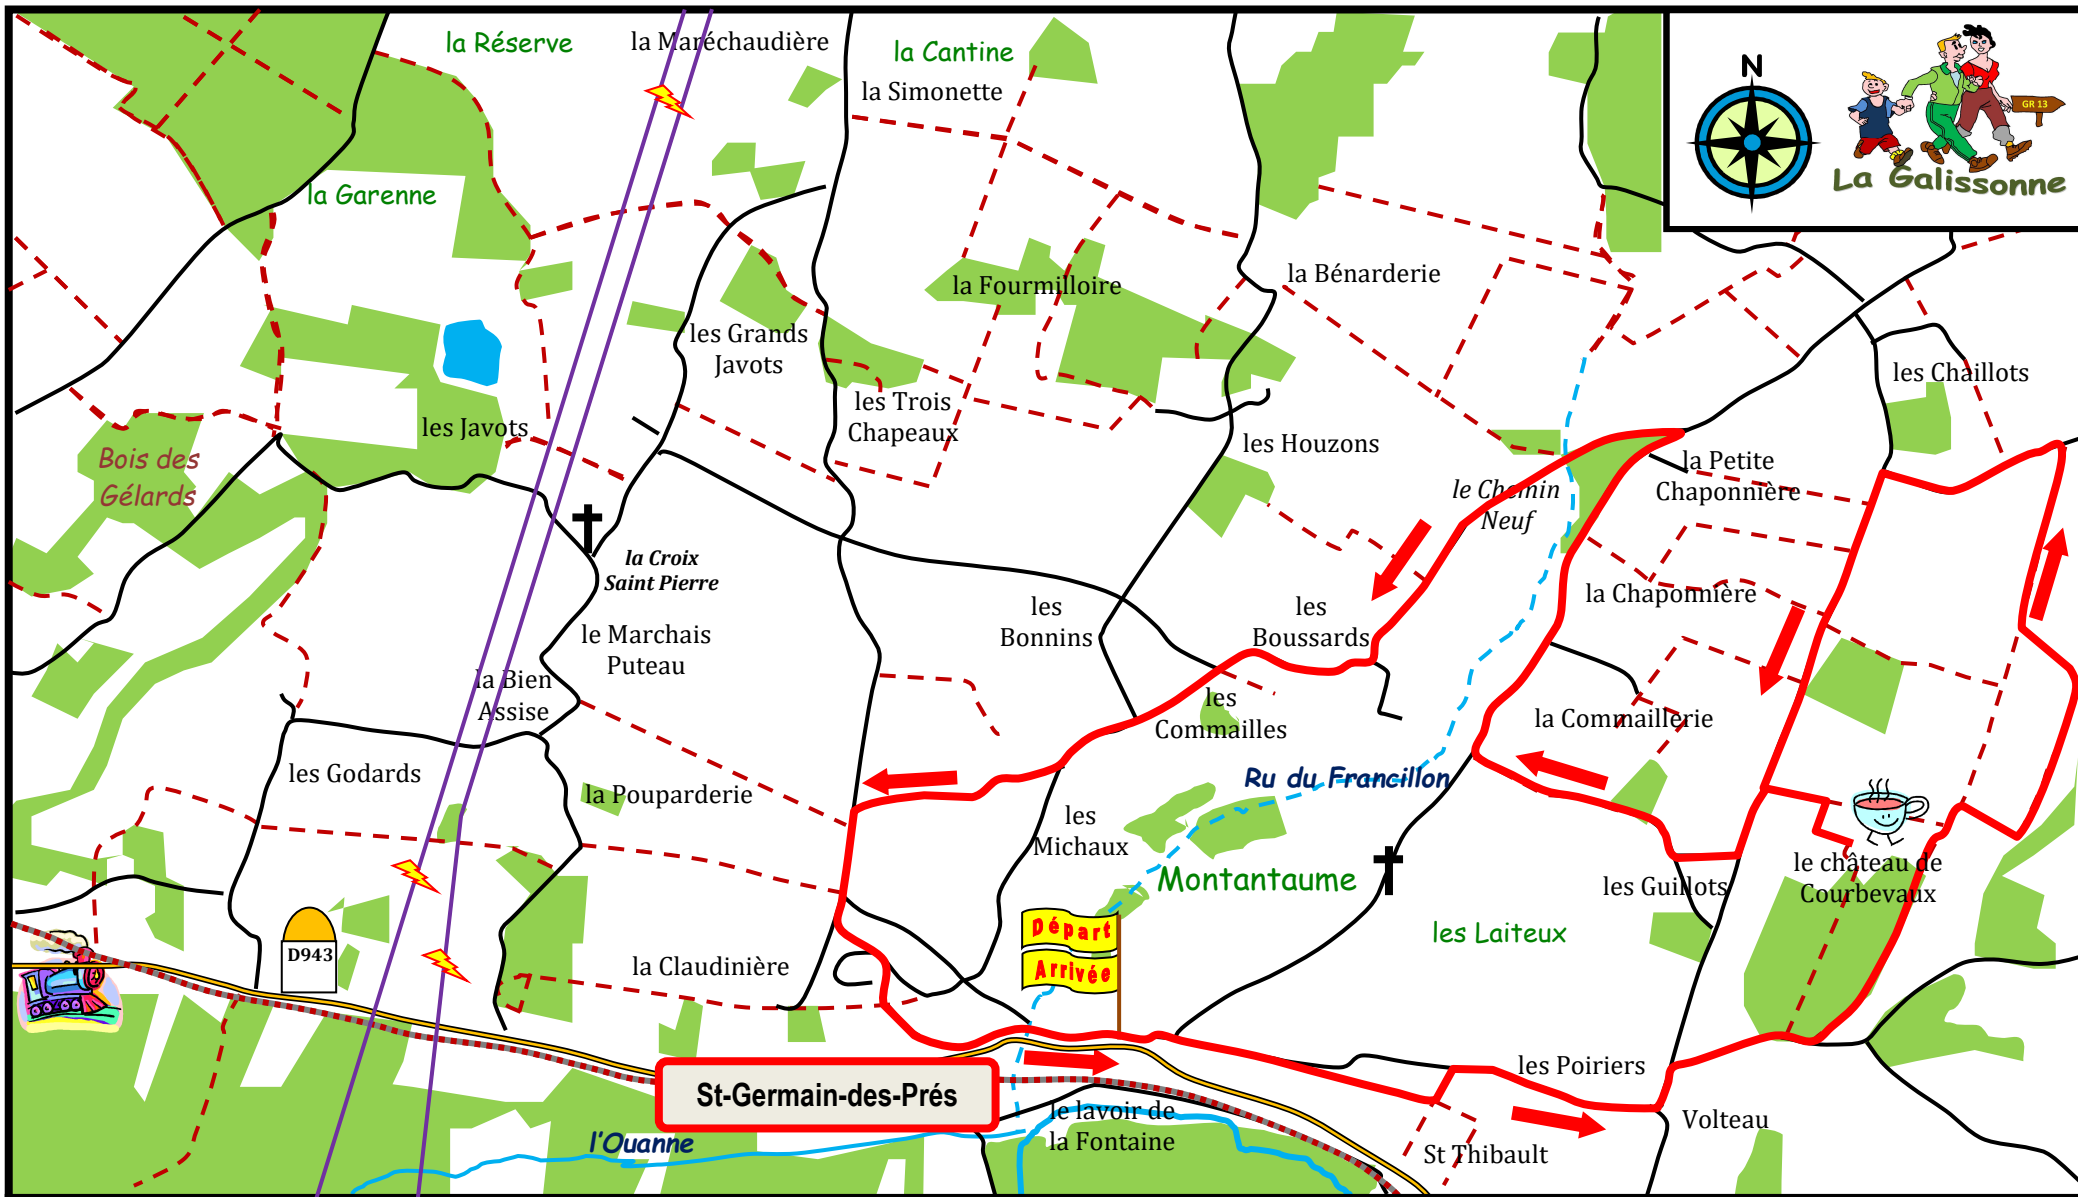 la Réserve
la Maréchaudière
la Cantine
la Simonette
N
GR 13
La Galissonne
la Garenne
la Fourmilloire
la Bénarderie
les Grands
Javots
les Trois
Chapeaux
les Javots
les Chaillots
Bois des
Gélards
les Houzons
la Petite
Chaponnière
le Chemin
Neuf
la Croix
Saint Pierre
le Marchais
Puteau
les
Bonnins
les
Boussards
la Chaponnière
la Bien
Assise
les
Commailles
la Commaillerie
les Godards
la Pouparderie
Ru du Francillon
les
Michaux
Montantaume
le château de
Courbevaux
les Guillots
les Laiteux
Départ
Arrivée
D943
la Claudinière
St-Germain-des-Prés
les Poiriers
le lavoir de
la Fontaine
Volteau
St Thibault
l'Ouanne